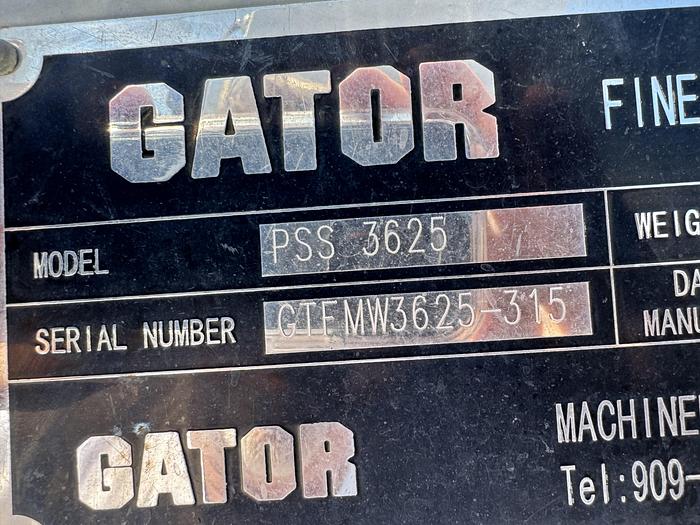 GATOR FINE
MODEL PSS 3625 WEIG
SERIAL NUMBER GTFMW3625-315 DA
MANU
GATOR MACHINE
Tel:909-